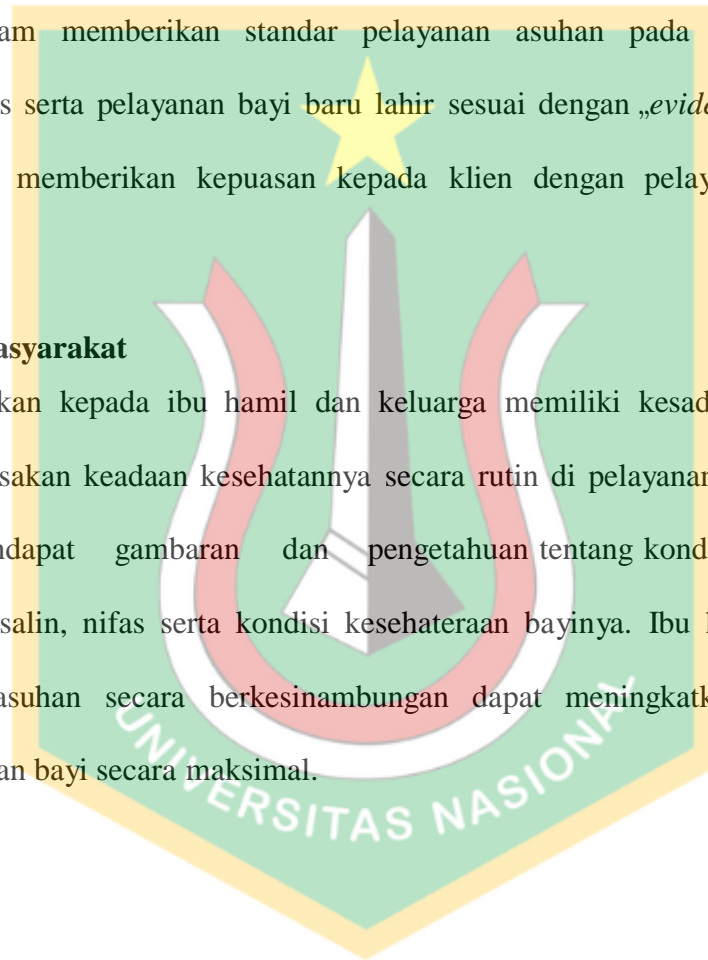 am memberikan standar pelayanan asuhan pada
s serta pelayanan bayi baru lahir sesuai dengan „evide
memberikan kepuasan kepada klien dengan pelay
asyarakat
kan kepada ibu hamil dan keluarga memiliki kesad
sakan keadaan kesehatannya secara rutin di pelayanan
ndapat gambaran dan pengetahuan tentang kond
salin, nifas serta kondisi kesehateraan bayinya. Ibu
asuhan secara berkesinambungan dapat meningkatk
an bayi secara maksimal.
UNIVERSITAS NASIONAL